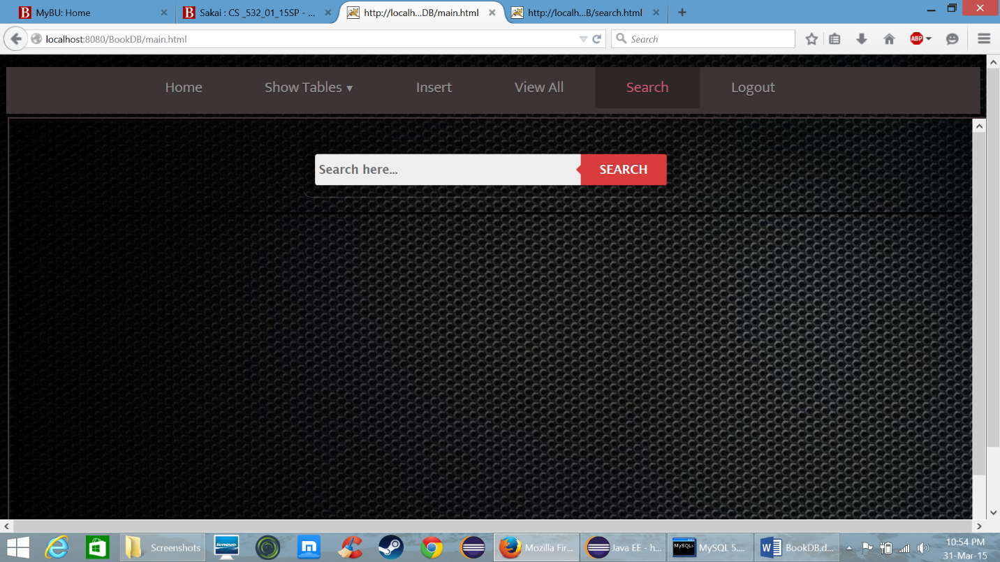 MyBU: Home
Sakai : CS _532_01_15SP - ...
http://localh...DB/main.html
http://localh...B/search.html
localhost:8080/BookDB/main.html
Search
ABP
Home
Show Tables ▾
Insert
View All
Search
Logout
Search here...
SEARCH
lenovo
Screenshots
Mozilla Fir...
Java EE - h...
MySQL 5....
BookDB.d...
10:54 PM
31-Mar-15